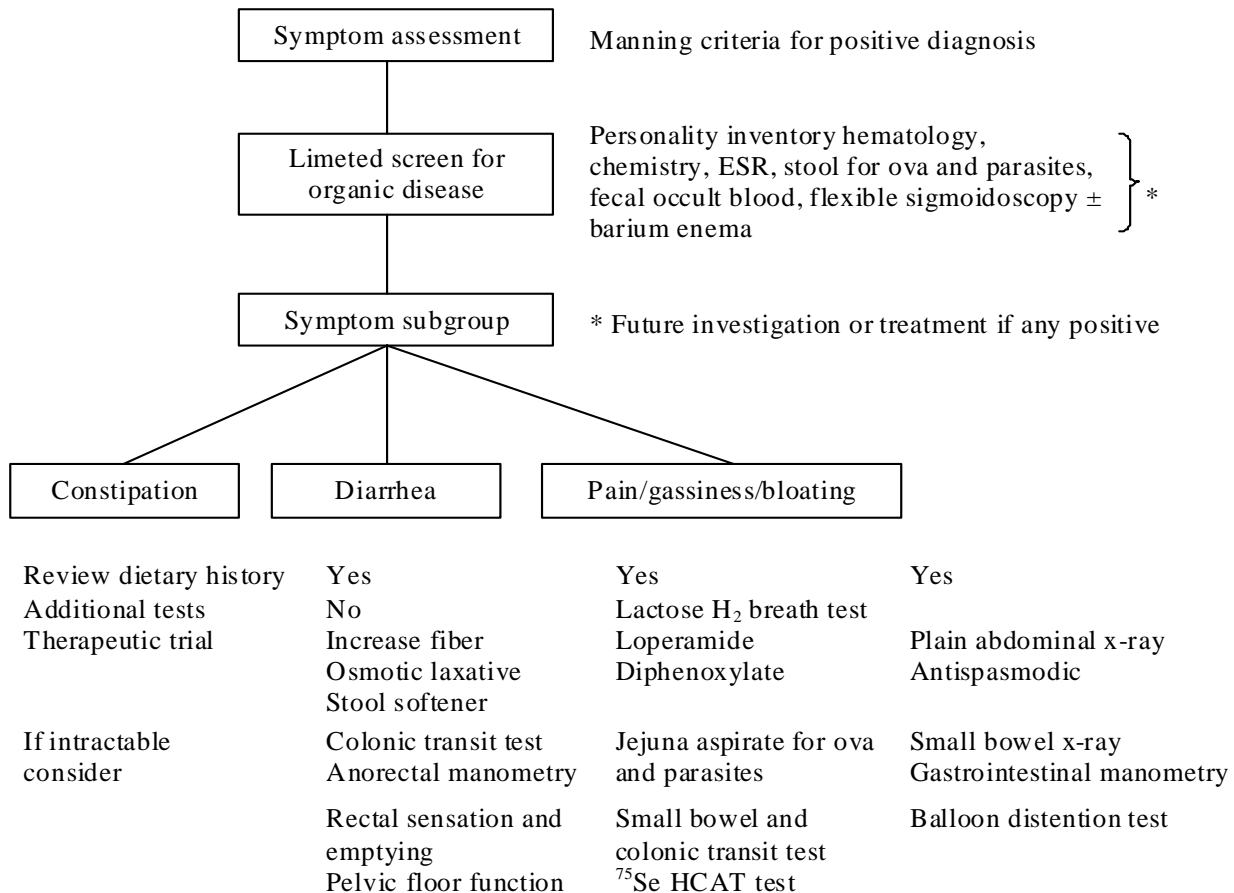 Symptom assessment
Manning criteria for positive diagnosis
Limeted screen for
organic disease
Personality inventory hematology,
chemistry, ESR, stool for ova and parasites,
fecal occult blood, flexible sigmoidoscopy ±
barium enema
*
Symptom subgroup
* Future investigation or treatment if any positive
Constipation
Diarrhea
Pain/gassiness/bloating
Review dietary history Yes Yes Yes
Additional tests No Lactose H₂ breath test
Therapeutic trial Increase fiber Loperamide Plain abdominal x-ray
Osmotic laxative Diphenoxylate Antispasmodic
Stool softener
If intractable Colonic transit test Jejuna aspirate for ova Small bowel x-ray
consider Anorectal manometry and parasites Gastrointestinal manometry
Rectal sensation and Small bowel and Balloon distention test
emptying colonic transit test
Pelvic floor function ⁷⁵Se HCAT test